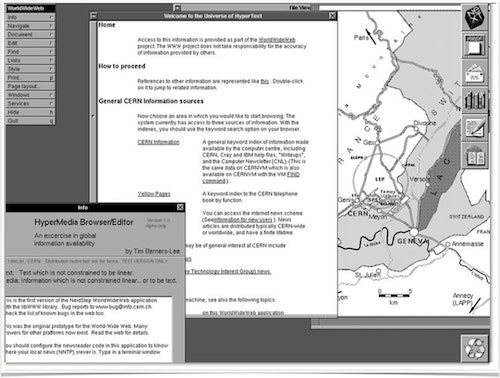 WorldWideWeb
Info
Navigate
Document
Edit
Find
Links
Style
Print... p
Page layout...
Windows
Services
Hide h
Quit q
File View
Welcome to the Universe of HyperText
Home
Access to this information is provided as part of the WorldWideWeb
project. The WWW project does not take responsibility for the accuracy
of information provided by others.
How to proceed
References to other information are represented like this. Double-click
on it to jump to related information.
General CERN Information sources
Now choose an area in which you would like to start browsing. The
system currently has access to three sources of information. With the
indexes, you should use the keyword search option on your browser.
CERN Information
A general keyword index of information made
available by the computer centre, including
CERN, Cray and IBM help files, "Writeups",
and the Computer Newsletter (CNL). (This is
the same data on CERNVM which is also
available on CERNVM with the VM FIND
command ).
Yellow Pages
A keyword index to the CERN telephone
book by function.
You can access the internet news scheme
(See information for new users ). News
articles are distributed typically CERN-wide
or worldwide, and have a finite lifetime.
may be of general interest at CERN include
e Technology Interest Group) news.
machine, see also the following topics:
on this WorldWideWeb application
Info
HyperMedia Browser/Editor
Version 1.0
Alpha only
An excercise in global
information availability
by Tim Berners-Lee
CERN. Distribution restricted: ask for terms. TEST VERSION ONLY
ext: Text which is not constrained to be linear.
media: Information which is not constrained linear... or to be text.
is the first version of the NextStep WorldWideWeb application
with the libWWW library. Bug reports to www-bug@info.cern.ch.
heck the list of known bugs in the web too.
was the original prototype for the World-Wide Web. Many
owsers for other platforms now exist. Read the web for details.
ou should configure the newsreader code in this application to know
here your local news (NNTP) srever is. Type in a terminal window
Paris
FRANCE
Divonne
LAC
Versoix
LEP
CERN
Meyrin
GENEVA
SWITZERLAND
FRANCE
Annemasse
St.Julien
Annecy
(LAPP)